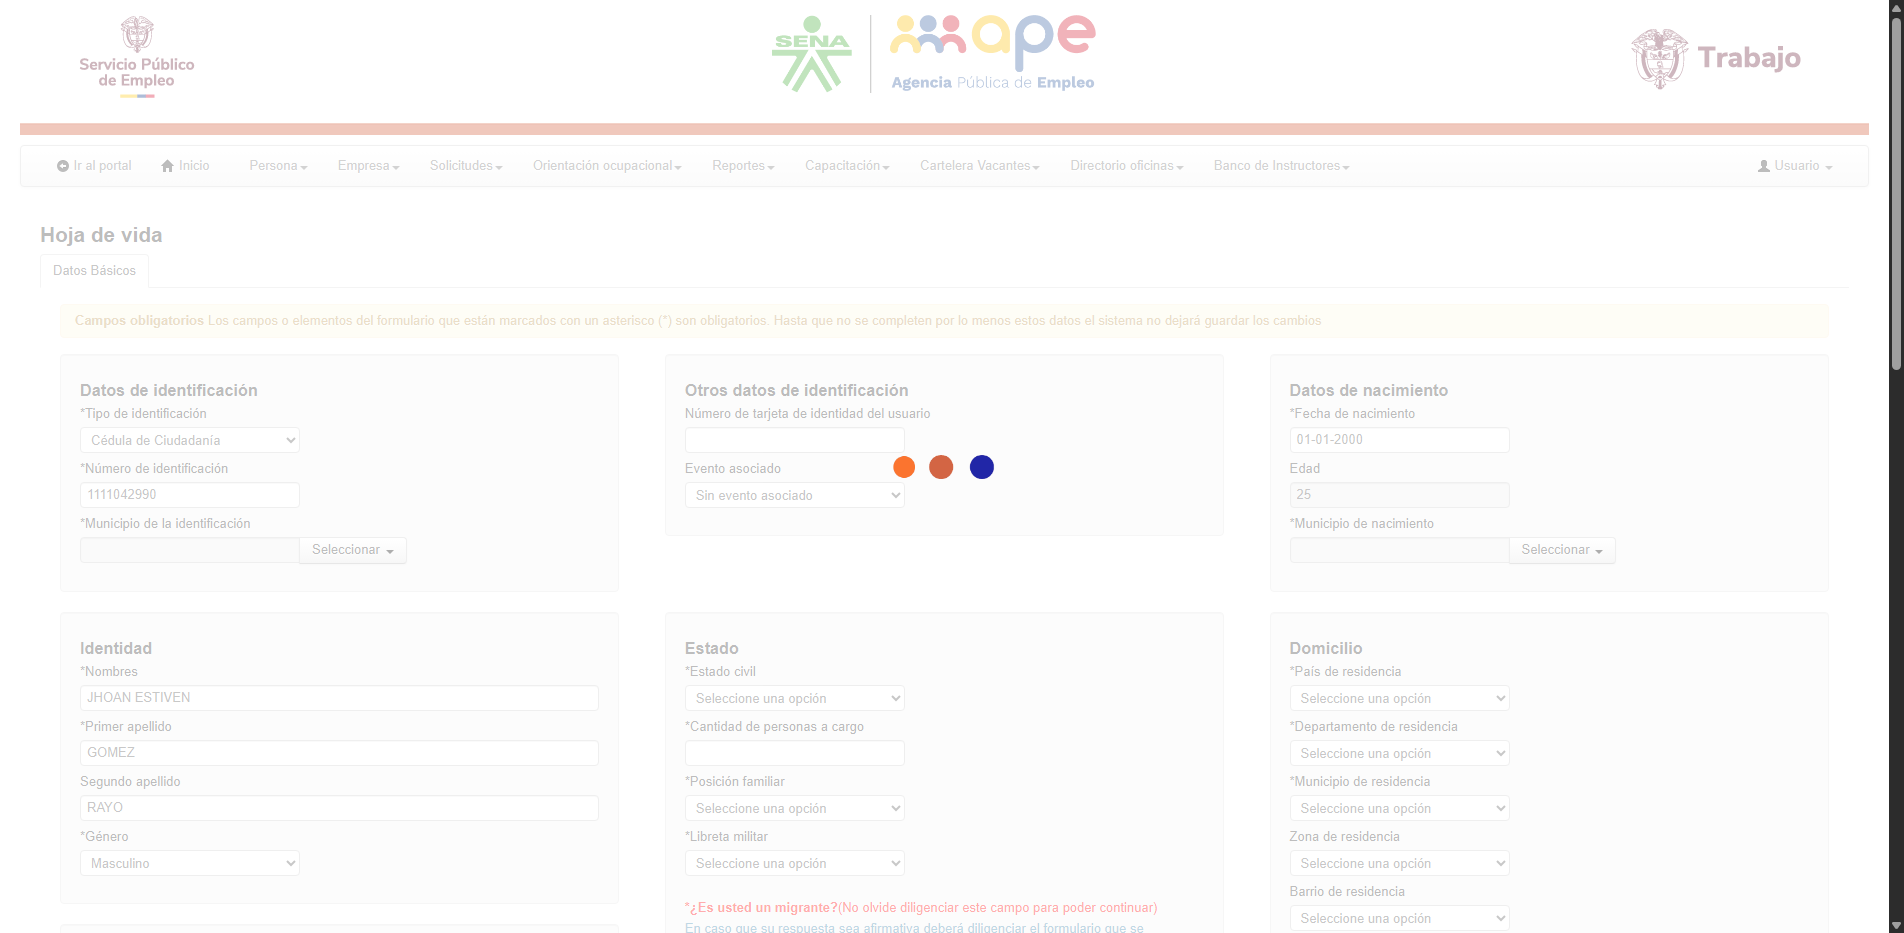 Servicio Público
de Empleo
SENA
ape
Agencia Pública de Empleo
Trabajo
Ir al portal Inicio Persona Empresa Solicitudes Orientación ocupacional Reportes Capacitación Cartelera Vacantes Directorio oficinas Banco de Instructores Usuario
Hoja de vida
Datos Básicos
Campos obligatorios Los campos o elementos del formulario que están marcados con un asterisco (*) son obligatorios. Hasta que no se completen por lo menos estos datos el sistema no dejará guardar los cambios
Datos de identificación
*Tipo de identificación
Cédula de Ciudadanía
*Número de identificación
1111042990
*Municipio de la identificación
Seleccionar
Otros datos de identificación
Número de tarjeta de identidad del usuario
Evento asociado
Sin evento asociado
Datos de nacimiento
*Fecha de nacimiento
01-01-2000
Edad
25
*Municipio de nacimiento
Seleccionar
Identidad
*Nombres
JHOAN ESTIVEN
*Primer apellido
GOMEZ
Segundo apellido
RAYO
*Género
Masculino
Estado
*Estado civil
Seleccione una opción
*Cantidad de personas a cargo
*Posición familiar
Seleccione una opción
*Libreta militar
Seleccione una opción
*¿Es usted un migrante?(No olvide diligenciar este campo para poder continuar)
En caso que su respuesta sea afirmativa deberá diligenciar el formulario que se
Domicilio
*País de residencia
Seleccione una opción
*Departamento de residencia
Seleccione una opción
*Municipio de residencia
Seleccione una opción
Zona de residencia
Seleccione una opción
Barrio de residencia
Seleccione una opción